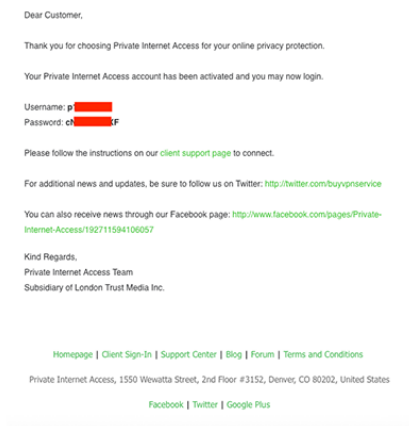 Dear Customer,
Thank you for choosing Private Internet Access for your online privacy protection.
Your Private Internet Access account has been activated and you may now login.
Username: p
Password: cN XF
Please follow the instructions on our client support page to connect.
For additional news and updates, be sure to follow us on Twitter: http://twitter.com/buyvpnservice
You can also receive news through our Facebook page: http://www.facebook.com/pages/Private-
Internet-Access/192711594106057
Kind Regards,
Private Internet Access Team
Subsidiary of London Trust Media Inc.
Homepage | Client Sign-In | Support Center | Blog | Forum | Terms and Conditions
Private Internet Access, 1550 Wewatta Street, 2nd Floor #3152, Denver, CO 80202, United States
Facebook | Twitter | Google Plus